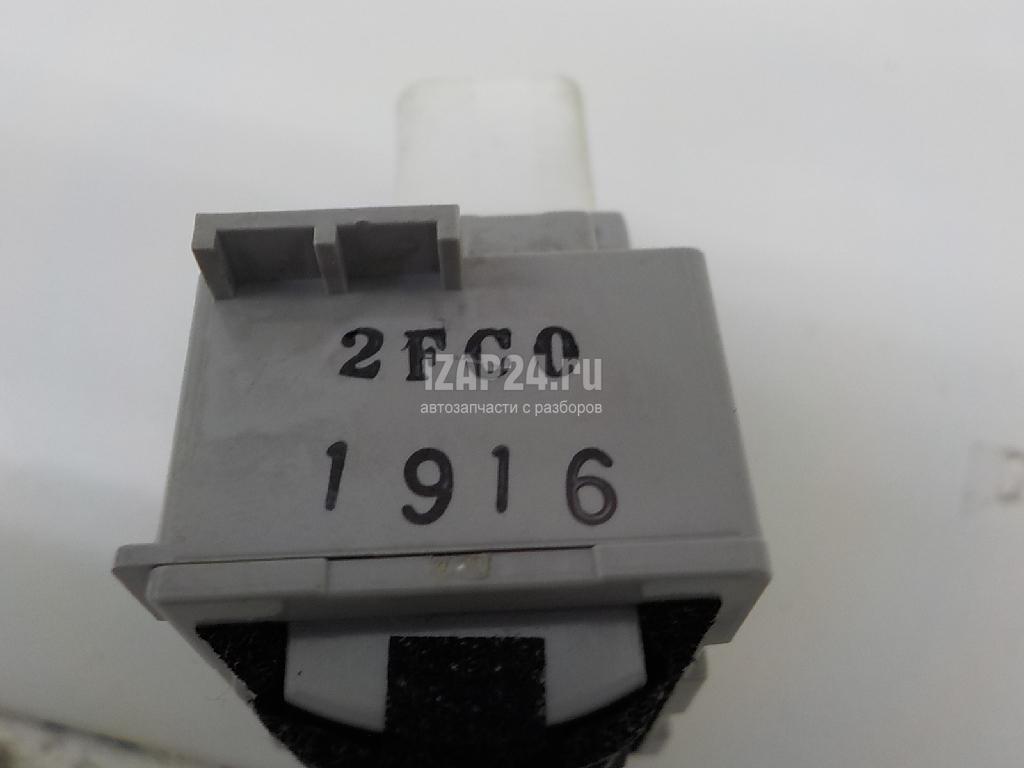 2FC0
IZAP24.ru
автозапчасти с разборов
1916